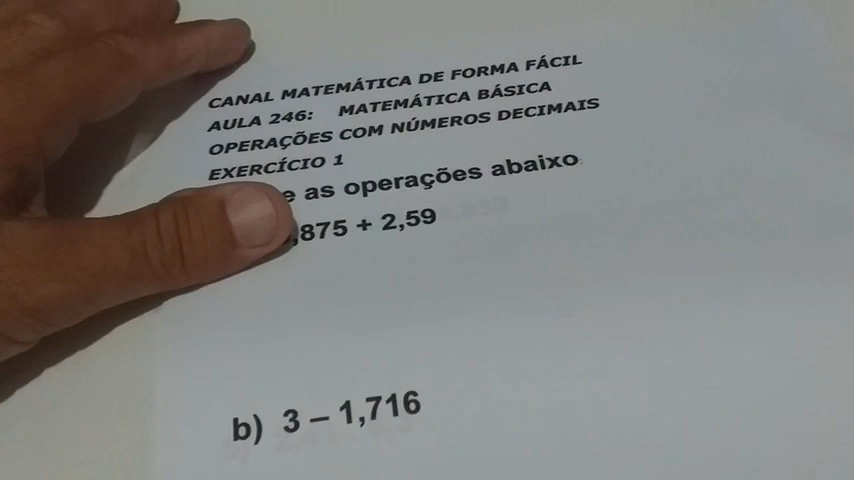 CANAL MATEMÁTICA DE FORMA FÁCIL
AULA 246: MATEMÁTICA BÁSICA
OPERAÇÕES COM NÚMEROS DECIMAIS
EXERCÍCIO 1
as operações abaixo:
,875 + 2,59
b) 3 – 1,716